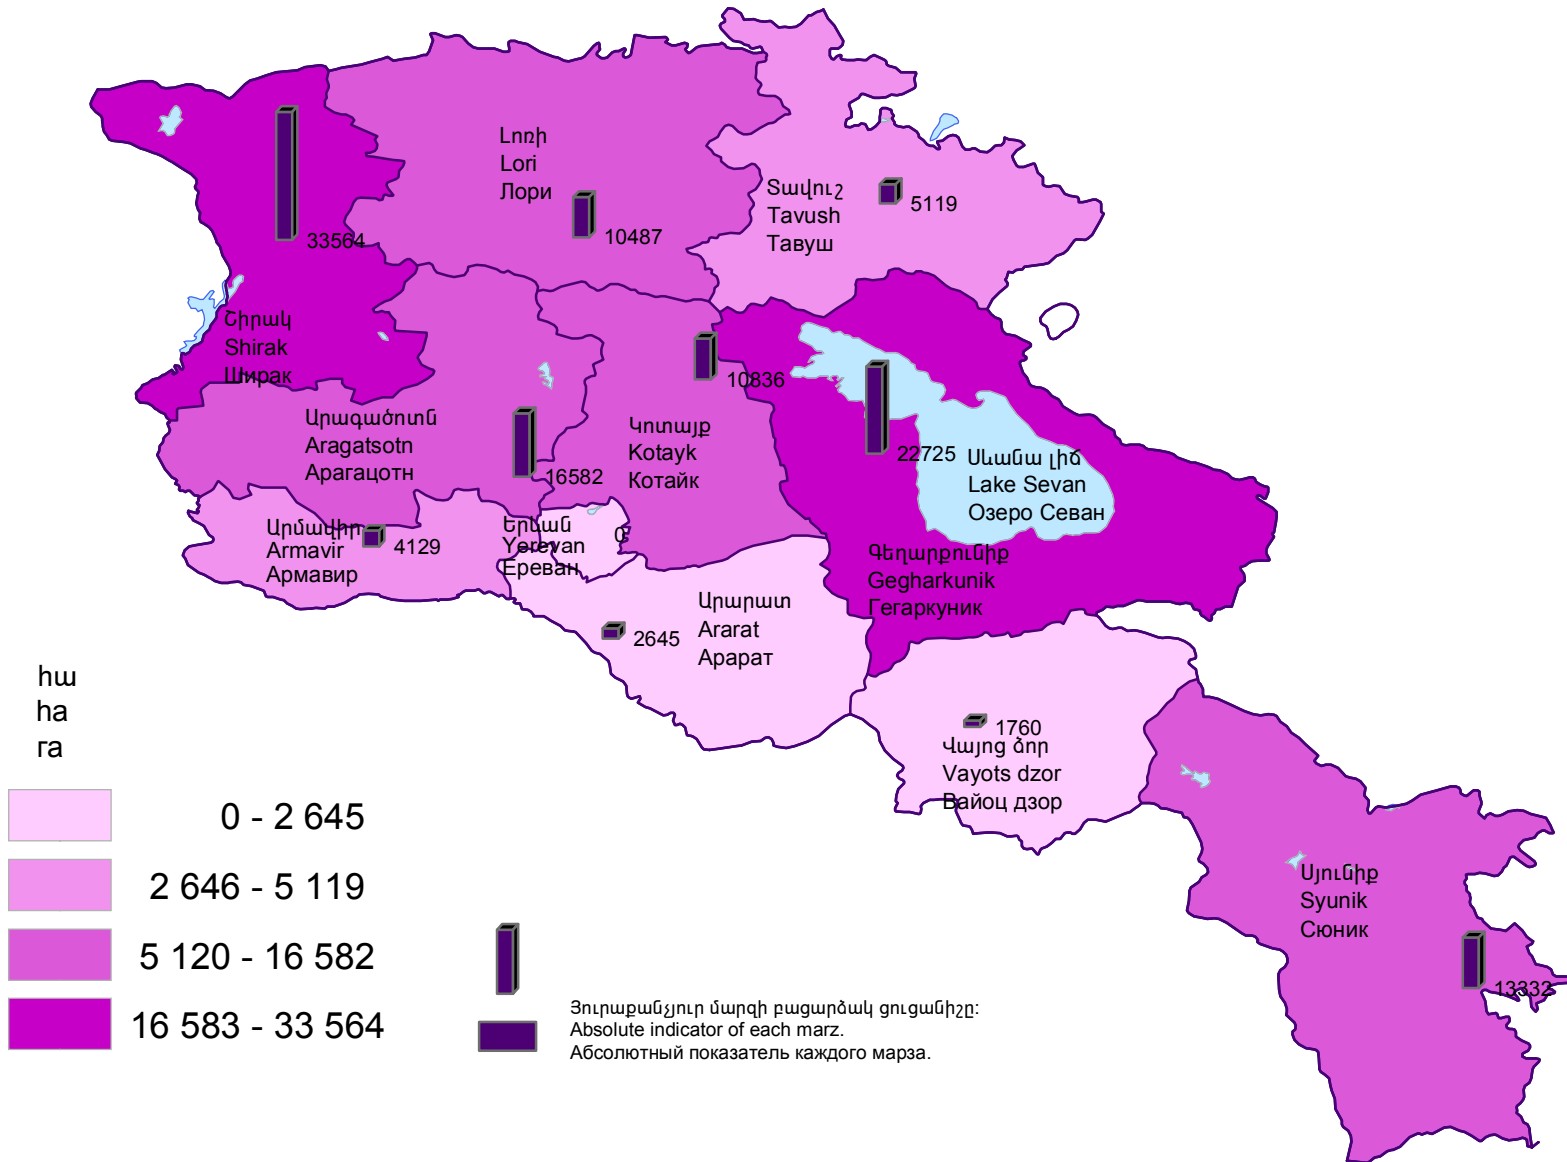 Լոռի
Lori
Лори
10487
Տավուշ
Tavush
Тавуш
5119
33564
Շիրակ
Shirak
Ширак
10836
Արագածոտն
Aragatsotn
Арагацотн
16582
Կոտայք
Kotayk
Котайк
22725
Սևանա լիճ
Lake Sevan
Озеро Севан
Արմավիր
Armavir
Армавир
4129
Երևան
Yerevan
Ереван
0
Գեղարքունիք
Gegharkunik
Гегаркуник
Արարատ
Ararat
Арарат
2645
1760
Վայոց ձոր
Vayots dzor
Вайоц дзор
Սյունիք
Syunik
Сюник
13332
հա
ha
га
0 - 2 645
2 646 - 5 119
5 120 - 16 582
16 583 - 33 564
Յուրաքանչյուր մարզի բացարձակ ցուցանիշը:
Absolute indicator of each marz.
Абсолютный показатель каждого марза.